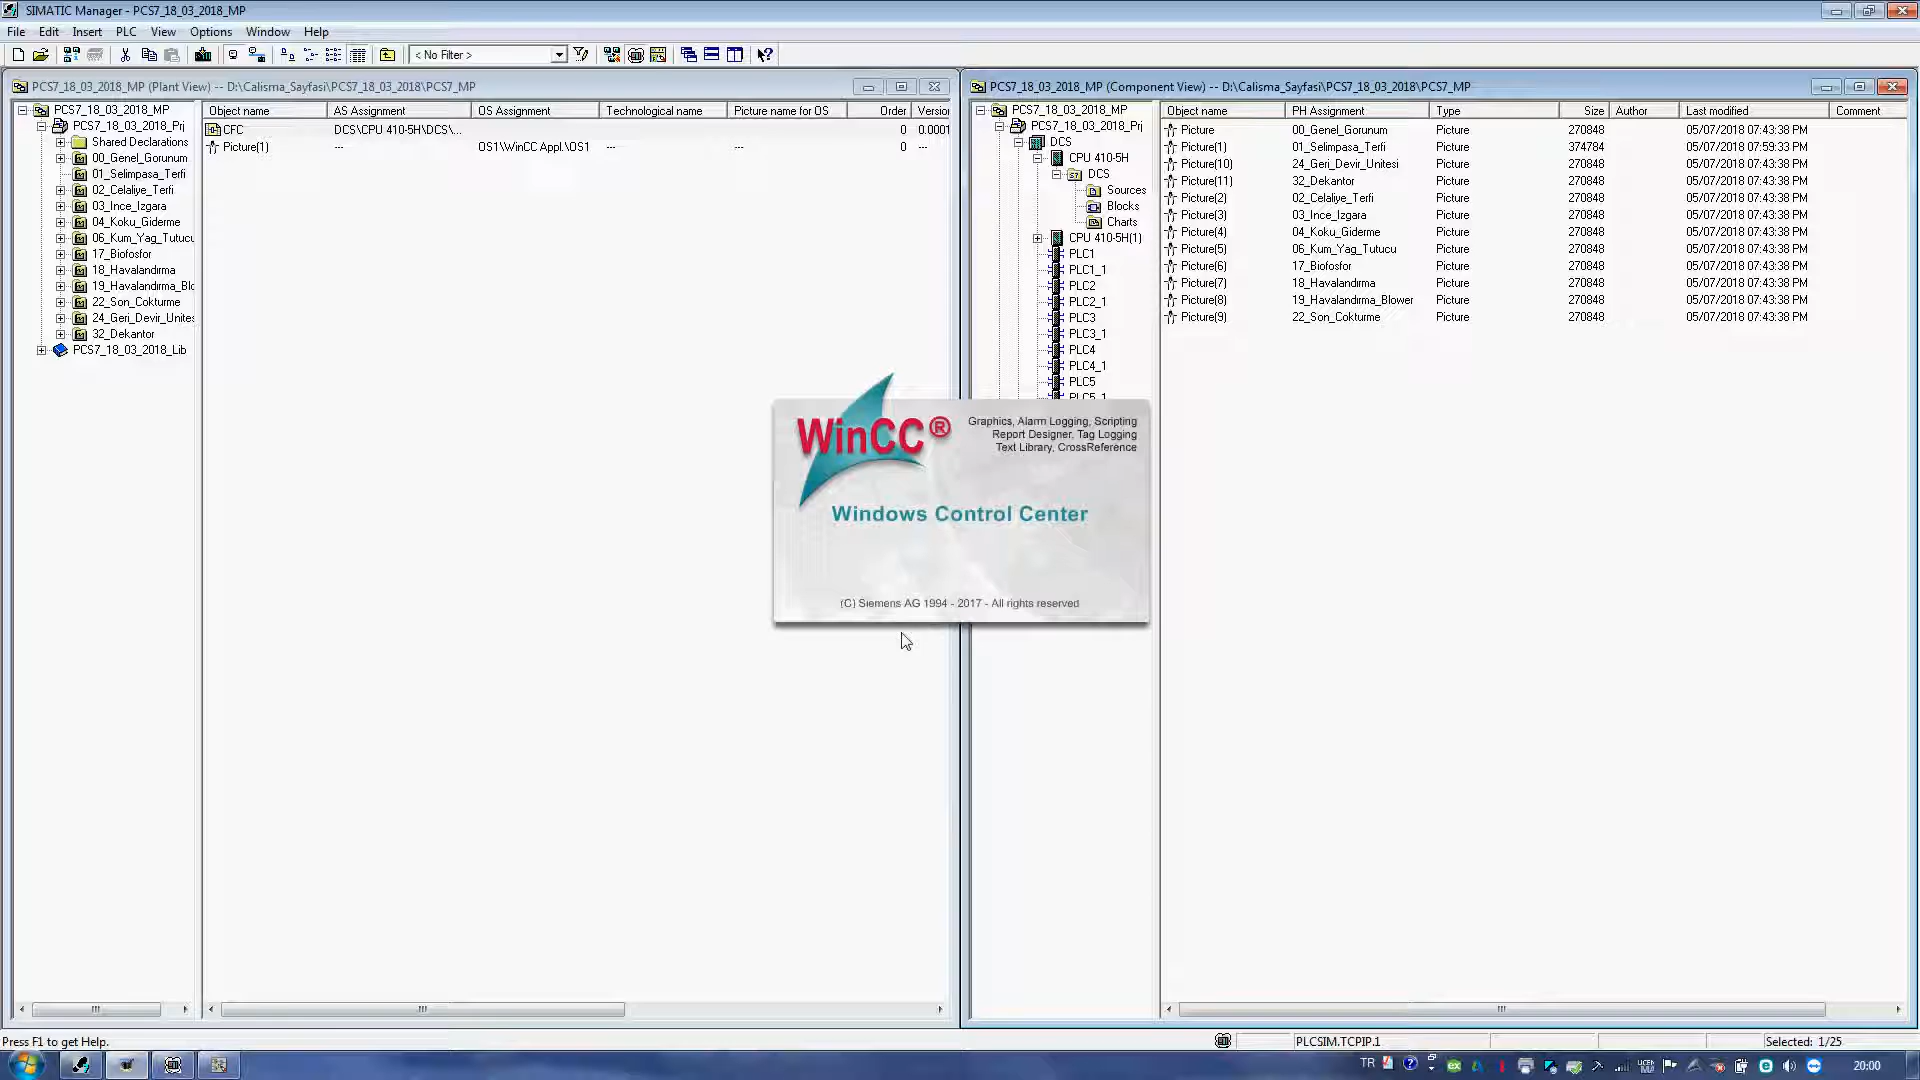 SIMATIC Manager - PCS7_18_03_2018_MP
File Edit Insert PLC View Options Window Help
< No Filter >
PCS7_18_03_2018_MP (Plant View) -- D:\Calisma_Sayfasi\PCS7_18_03_2018\PCS7_MP
PCS7_18_03_2018_MP
PCS7_18_03_2018_Prj
Shared Declarations
00_Genel_Gorunum
01_Selimpasa_Terfi
02_Celaliye_Terfi
03_Ince_Izgara
04_Koku_Giderme
06_Kum_Yag_Tutucu
17_Biofosfor
18_Havalandırma
19_Havalandırma_Blo
22_Son_Cokturme
24_Geri_Devir_Unites
32_Dekantor
PCS7_18_03_2018_Lib
Object name AS Assignment OS Assignment Technological name Picture name for OS Order Version
CFC DCS\CPU 410-5H\DCS\... 0 0.0001
Picture(1) --- OS1\WinCC Appl.\OS1 --- --- 0 ---
PCS7_18_03_2018_MP (Component View) -- D:\Calisma_Sayfasi\PCS7_18_03_2018\PCS7_MP
PCS7_18_03_2018_MP
PCS7_18_03_2018_Prj
DCS
CPU 410-5H
DCS
Sources
Blocks
Charts
CPU 410-5H(1)
PLC1
PLC1_1
PLC2
PLC2_1
PLC3
PLC3_1
PLC4
PLC4_1
PLC5
PLC5_1
Object name PH Assignment Type Size Author Last modified Comment
Picture 00_Genel_Gorunum Picture 270848 05/07/2018 07:43:38 PM
Picture(1) 01_Selimpasa_Terfi Picture 374784 05/07/2018 07:59:33 PM
Picture(10) 24_Geri_Devir_Unitesi Picture 270848 05/07/2018 07:43:38 PM
Picture(11) 32_Dekantor Picture 270848 05/07/2018 07:43:38 PM
Picture(2) 02_Celaliye_Terfi Picture 270848 05/07/2018 07:43:38 PM
Picture(3) 03_Ince_Izgara Picture 270848 05/07/2018 07:43:38 PM
Picture(4) 04_Koku_Giderme Picture 270848 05/07/2018 07:43:38 PM
Picture(5) 06_Kum_Yag_Tutucu Picture 270848 05/07/2018 07:43:38 PM
Picture(6) 17_Biofosfor Picture 270848 05/07/2018 07:43:38 PM
Picture(7) 18_Havalandırma Picture 270848 05/07/2018 07:43:38 PM
Picture(8) 19_Havalandırma_Blower Picture 270848 05/07/2018 07:43:38 PM
Picture(9) 22_Son_Cokturme Picture 270848 05/07/2018 07:43:38 PM
WinCC®
Graphics, Alarm Logging, Scripting
Report Designer, Tag Logging
Text Library, CrossReference
Windows Control Center
(C) Siemens AG 1994 - 2017 - All rights reserved
Press F1 to get Help.
PLCSIM.TCPIP.1
Selected: 1/25
TR
20:00